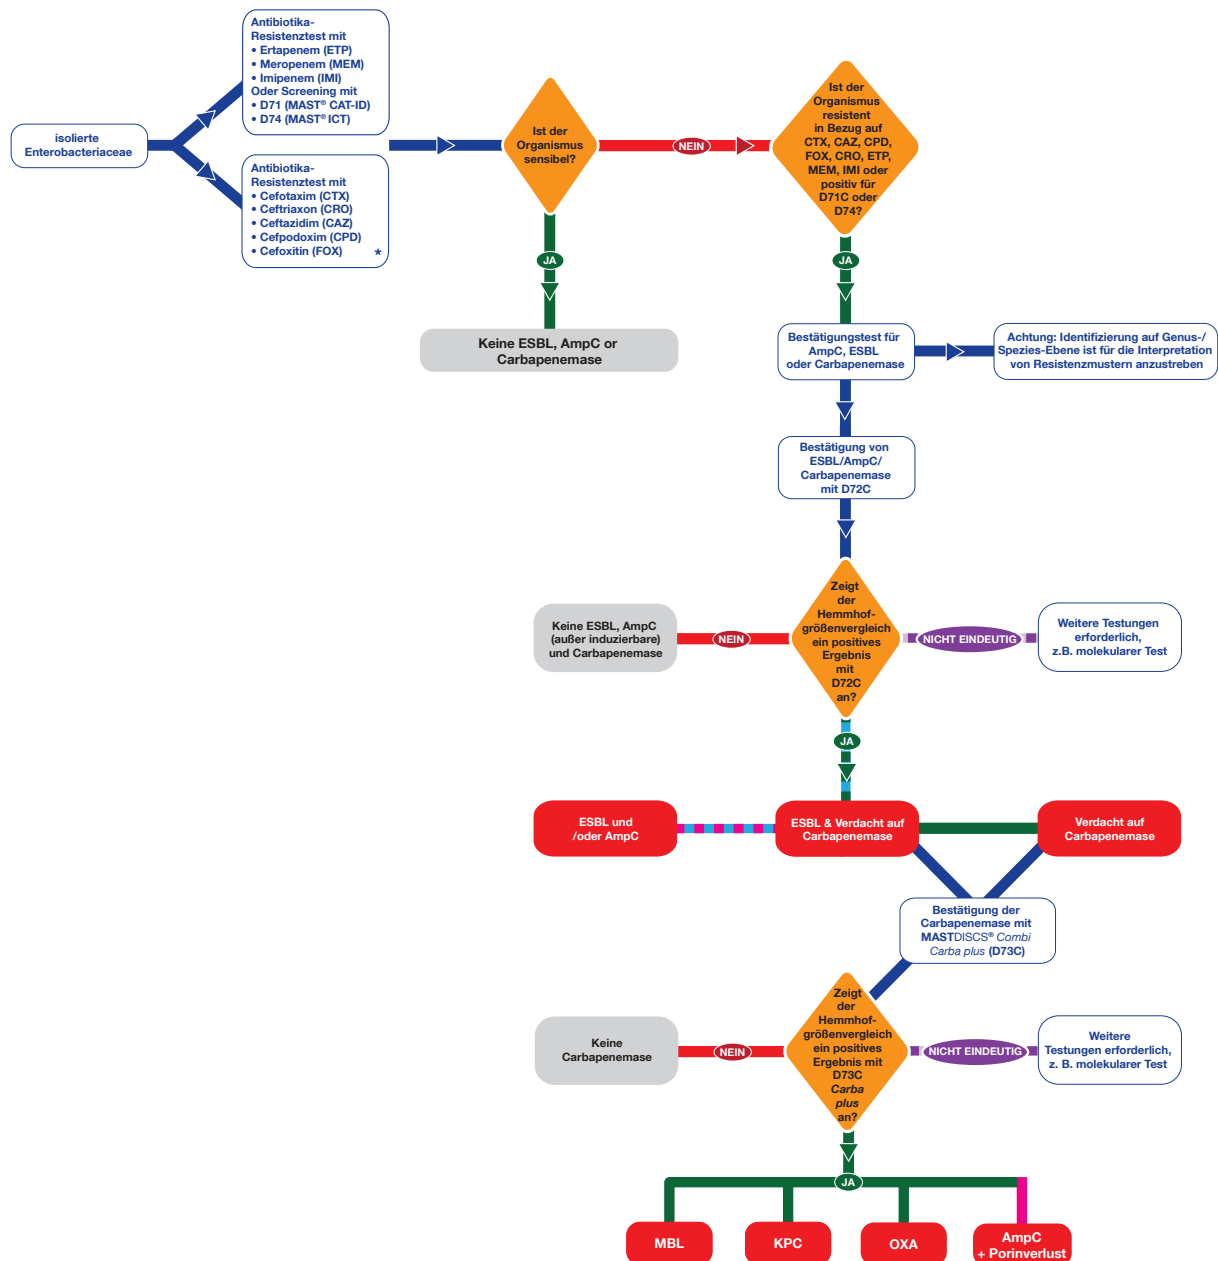 isolierte
Enterobacteriaceae
Antibiotika-
Resistenztest mit
• Ertapenem (ETP)
• Meropenem (MEM)
• Imipenem (IMI)
Oder Screening mit
• D71 (MAST® CAT-ID)
• D74 (MAST® ICT)
Antibiotika-
Resistenztest mit
• Cefotaxim (CTX)
• Ceftriaxon (CRO)
• Ceftazidim (CAZ)
• Cefpodoxim (CPD)
• Cefoxitin (FOX) *
Ist der
Organismus
sensibel?
NEIN
Ist der
Organismus
resistent
in Bezug auf
CTX, CAZ, CPD,
FOX, CRO, ETP,
MEM, IMI oder
positiv für
D71C oder
D74?
JA
JA
Keine ESBL, AmpC or
Carbapenemase
Bestätigungstest für
AmpC, ESBL
oder Carbapenemase
Achtung: Identifizierung auf Genus-/
Spezies-Ebene ist für die Interpretation
von Resistenzmustern anzustreben
Bestätigung von
ESBL/AmpC/
Carbapenemase
mit D72C
Keine ESBL, AmpC
(außer induzierbare)
und Carbapenemase
NEIN
Zeigt
der
Hemmhof-
größenvergleich
ein positives
Ergebnis
mit
D72C
an?
NICHT EINDEUTIG
Weitere Testungen
erforderlich,
z.B. molekularer Test
JA
ESBL und
/oder AmpC
ESBL & Verdacht auf
Carbapenemase
Verdacht auf
Carbapenemase
Bestätigung der
Carbapenemase mit
MASTDISCS® Combi
Carba plus (D73C)
Keine
Carbapenemase
NEIN
Zeigt
der
Hemmhof-
größenvergleich
ein positives
Ergebnis mit
D73C
Carba
plus
an?
NICHT EINDEUTIG
Weitere
Testungen erforderlich,
z. B. molekularer Test
JA
MBL
KPC
OXA
AmpC
+ Porinverlust